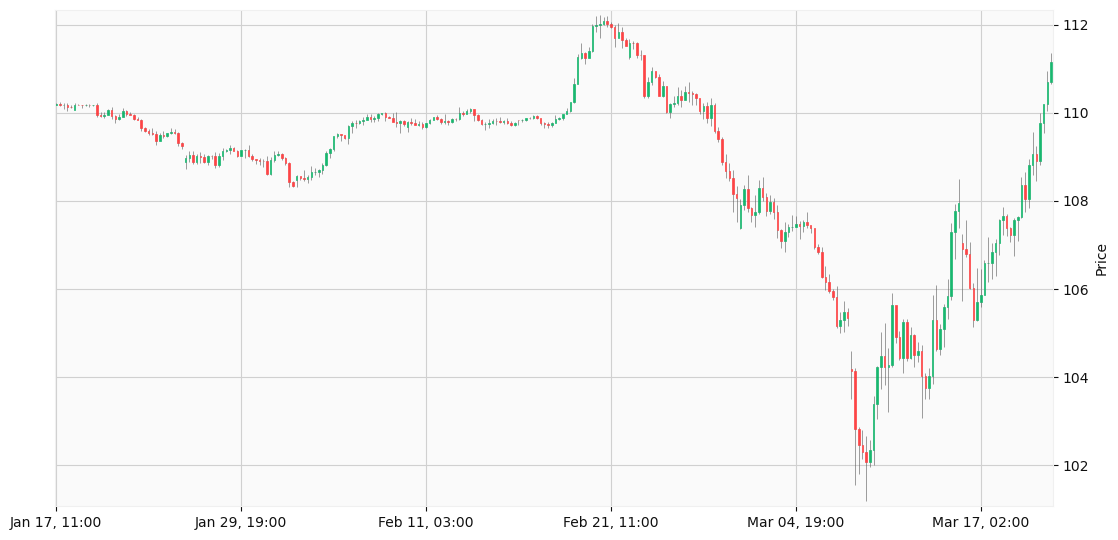 112
110
108
106
104
102
Price
Jan 17, 11:00
Jan 29, 19:00
Feb 11, 03:00
Feb 21, 11:00
Mar 04, 19:00
Mar 17, 02:00